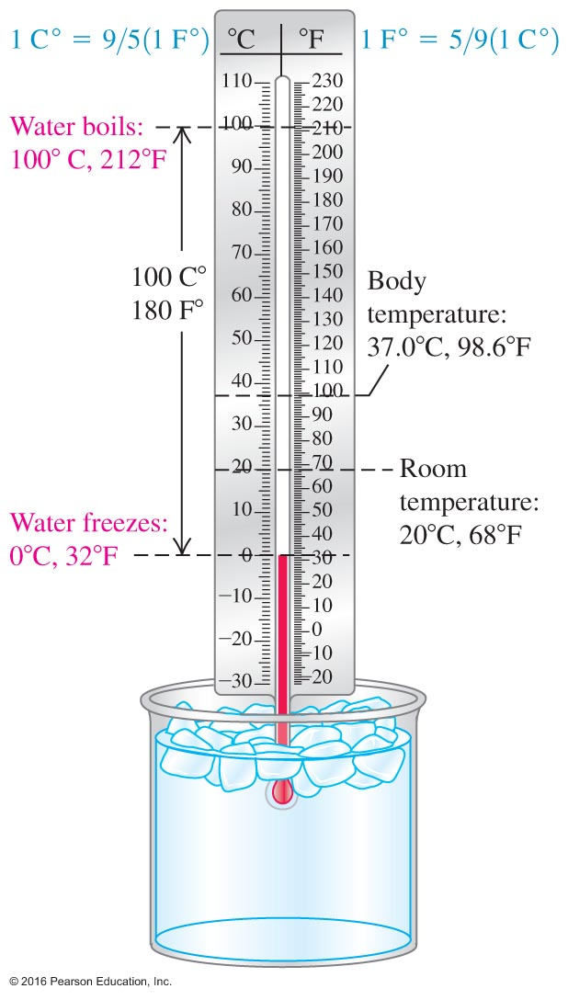 1 C° = 9/5(1 F°)
°C
°F
1 F° = 5/9(1 C°)
110
230
220
Water boils:
100
210
100° C, 212°F
200
90
190
80
180
170
70
160
100 C°
150
Body
180 F°
60
140
temperature:
130
37.0°C, 98.6°F
50
120
110
40
100
90
30
80
20
70
Room
60
temperature:
10
50
20°C, 68°F
Water freezes:
40
0°C, 32°F
0
30
20
−10
10
0
−20
−10
−30
−20
© 2016 Pearson Education, Inc.